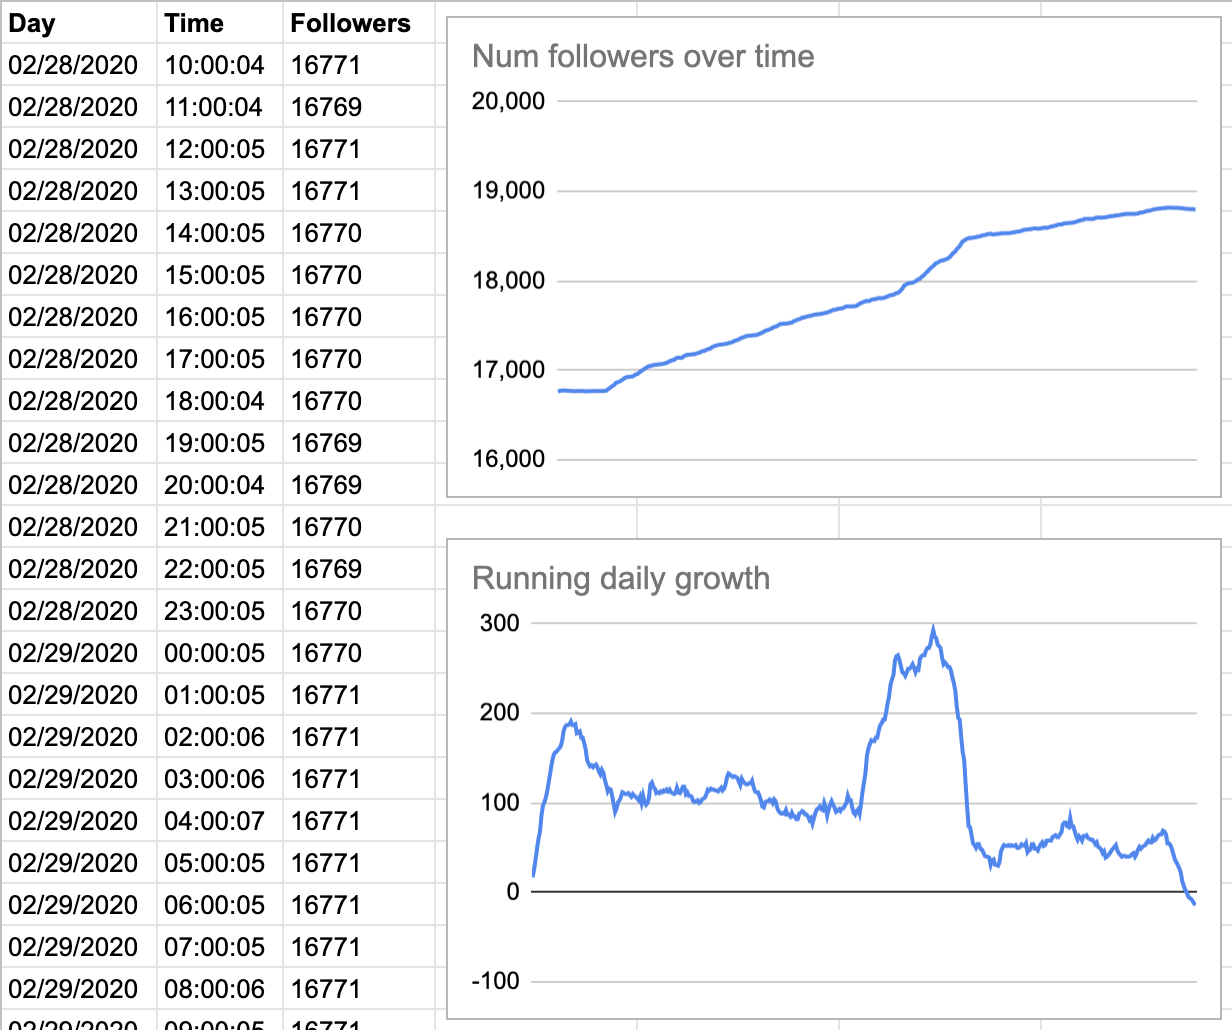 Day Time Followers
02/28/2020 10:00:04 16771
02/28/2020 11:00:04 16769
02/28/2020 12:00:05 16771
02/28/2020 13:00:05 16771
02/28/2020 14:00:05 16770
02/28/2020 15:00:05 16770
02/28/2020 16:00:05 16770
02/28/2020 17:00:05 16770
02/28/2020 18:00:04 16770
02/28/2020 19:00:05 16769
02/28/2020 20:00:04 16769
02/28/2020 21:00:05 16770
02/28/2020 22:00:05 16769
02/28/2020 23:00:05 16770
02/29/2020 00:00:05 16770
02/29/2020 01:00:05 16771
02/29/2020 02:00:06 16771
02/29/2020 03:00:06 16771
02/29/2020 04:00:07 16771
02/29/2020 05:00:05 16771
02/29/2020 06:00:05 16771
02/29/2020 07:00:05 16771
02/29/2020 08:00:06 16771
02/29/2020 09:00:05 16771
Num followers over time
20,000
19,000
18,000
17,000
16,000
Running daily growth
300
200
100
0
-100